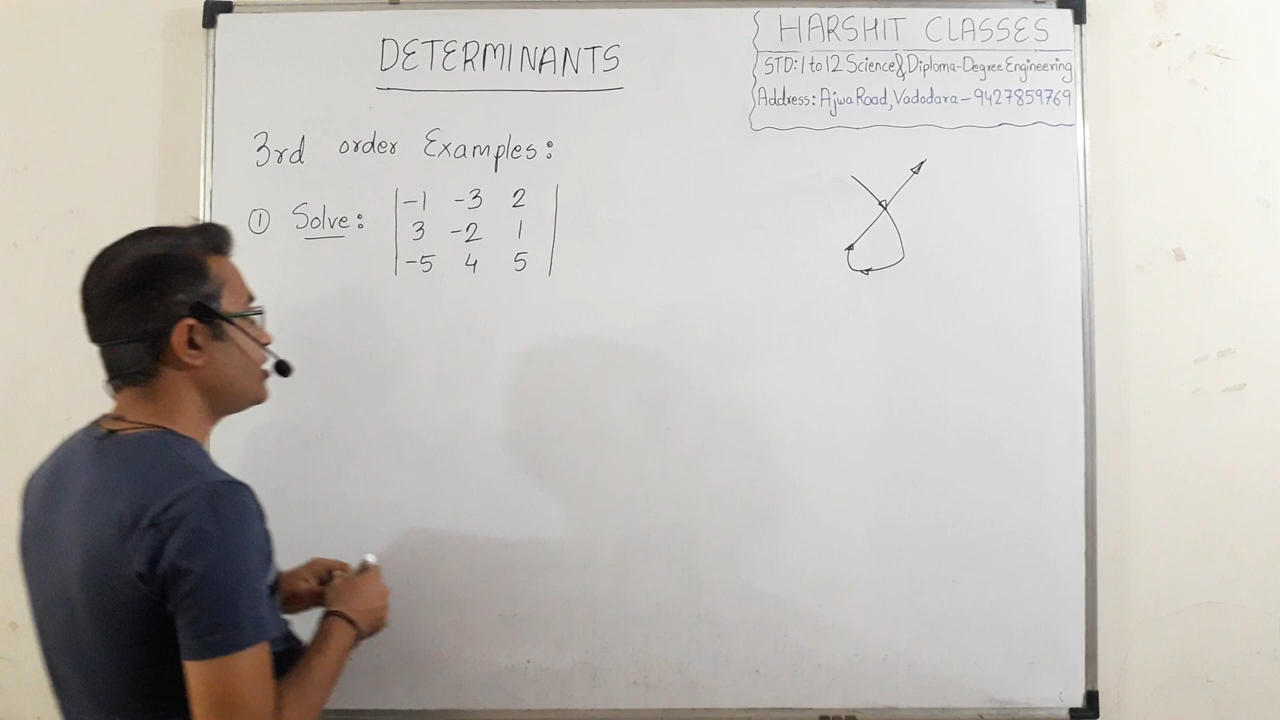 DETERMINANTS
HARSHIT CLASSES
STD: 1 to 12 Science & Diploma-Degree Engineering
Address: Ajwa Road, Vadodara - 9427859769
3rd order Examples:
① Solve: | -1 -3 2 |
| 3 -2 1 |
| -5 4 5 |